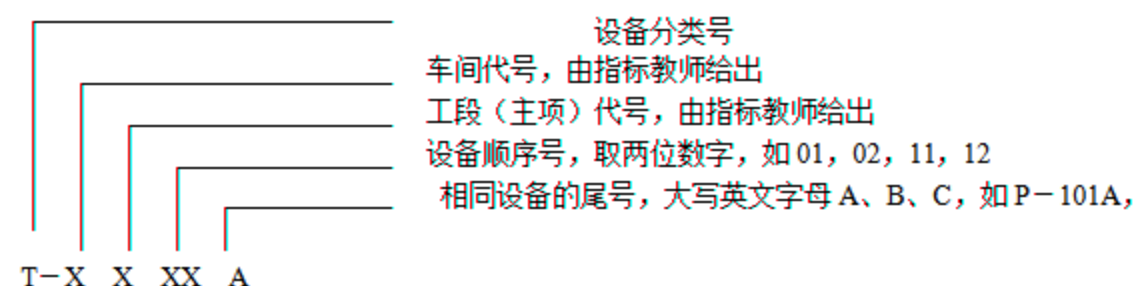 设备分类号
车间代号，由指标教师给出
工段（主项）代号，由指标教师给出
设备顺序号，取两位数字，如 01，02，11，12
相同设备的尾号，大写英文字母 A、B、C，如 P－101A，
T－X X XX A